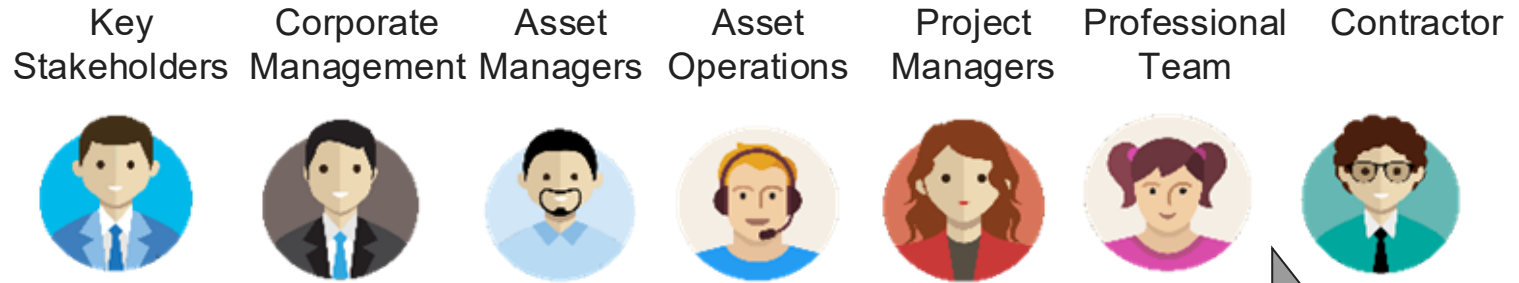 Key Stakeholders
Corporate Management
Asset Managers
Asset Operations
Project Managers
Professional Team
Contractor